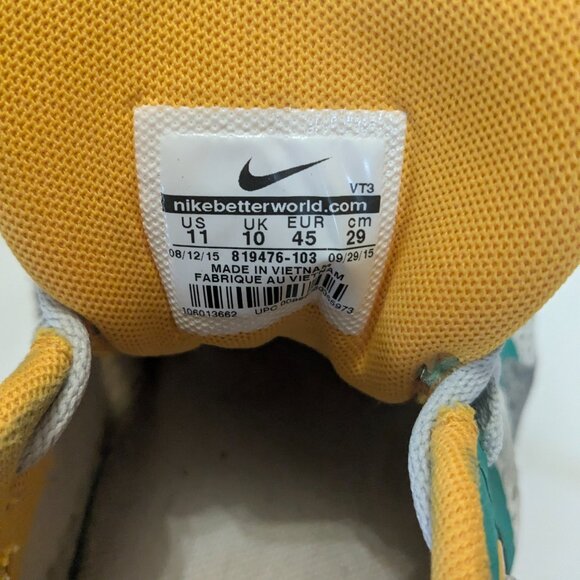 VT3
nikebetterworld.com
US UK EUR cm
11 10 45 29
08/12/15 819476-103 09/29/15
MADE IN VIETNAM
FABRIQUE AU VIETNAM
106013662 UPC